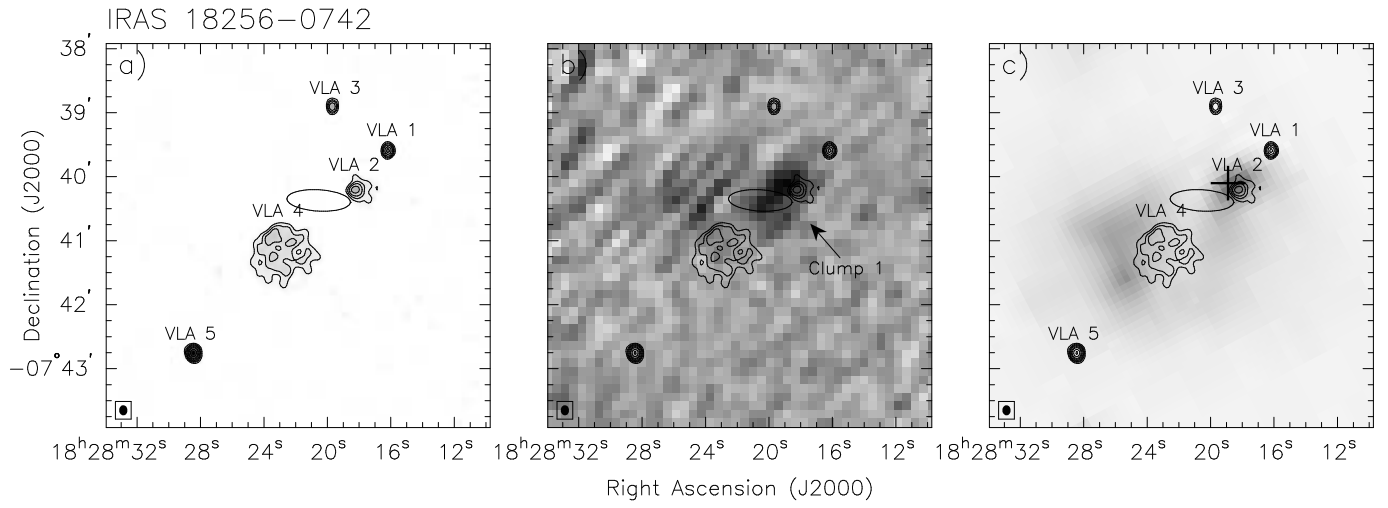 IRAS 18256−0742
a)
VLA 3
VLA 1
VLA 2
VLA 4
VLA 5
b)
Clump 1
c)
VLA 3
VLA 1
VLA 2
VLA 4
VLA 5
38'
39'
40'
41'
42'
−07°43'
Declination (J2000)
18ʰ28ᵐ32ˢ 28ˢ 24ˢ 20ˢ 16ˢ 12ˢ
18ʰ28ᵐ32ˢ 28ˢ 24ˢ 20ˢ 16ˢ
18ʰ28ᵐ32ˢ 28ˢ 24ˢ 20ˢ 16ˢ 12ˢ
Right Ascension (J2000)